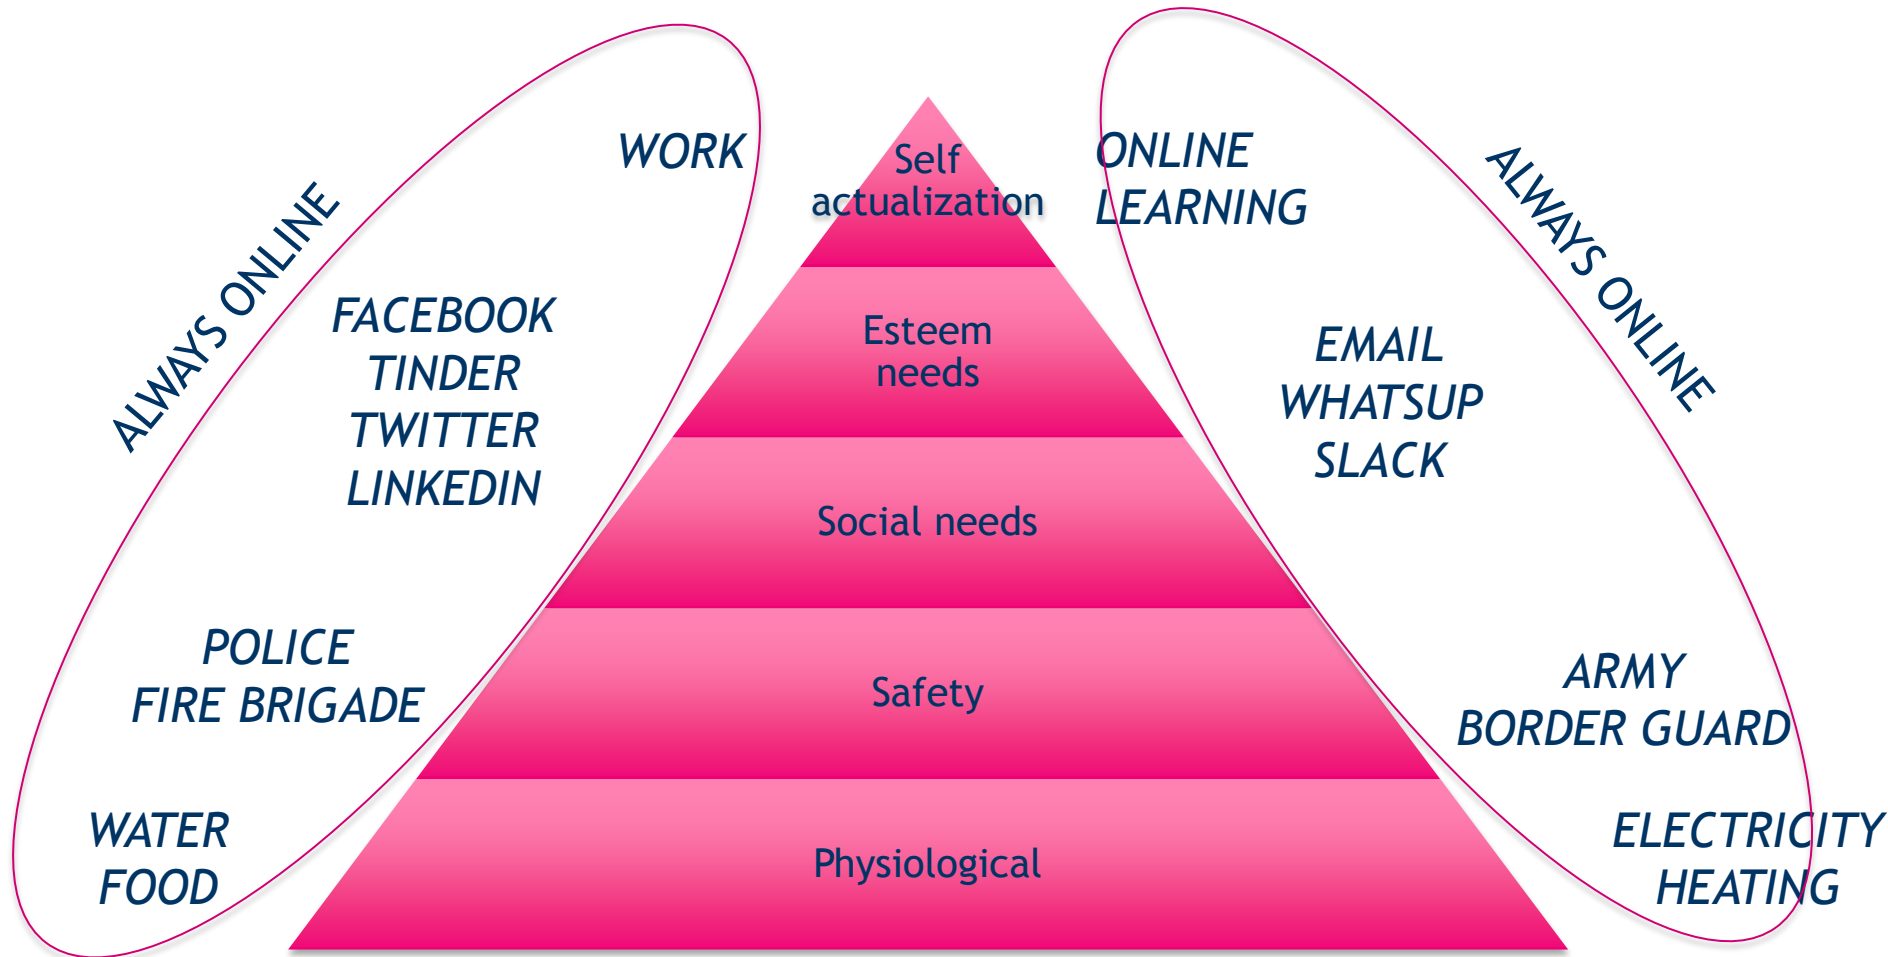 ALWAYS ONLINE
WORK
FACEBOOK
TINDER
TWITTER
LINKEDIN
POLICE
FIRE BRIGADE
WATER
FOOD
Self
actualization
Esteem
needs
Social needs
Safety
Physiological
ONLINE
LEARNING
EMAIL
WHATSUP
SLACK
ARMY
BORDER GUARD
ELECTRICITY
HEATING
ALWAYS ONLINE